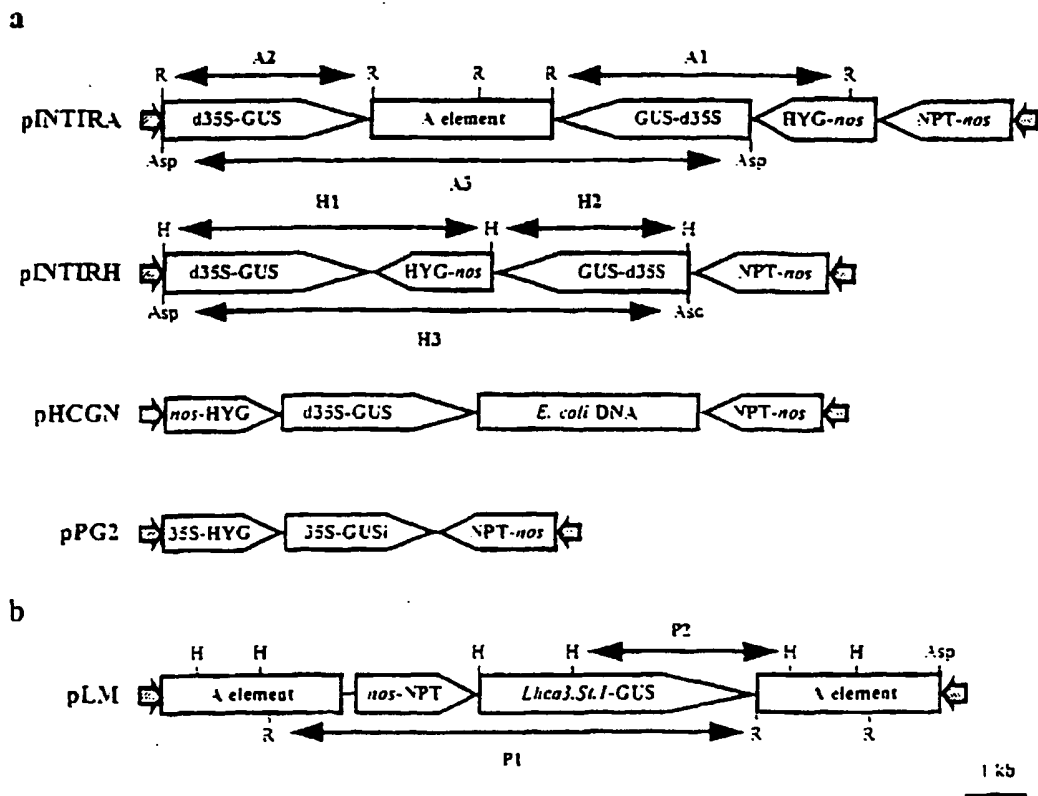 a
A2 A1
R R R R R
pINTIRA d35S-GUS A element GUS-d35S HYG-nos NPT-nos
Asp Asp
A3
H1 H2
H H H
pINTIRH d35S-GUS HYG-nos GUS-d35S NPT-nos
Asp Asp
H3
pHCGN nos-HYG d35S-GUS E. coli DNA NPT-nos
pPG2 35S-HYG 35S-GUSi NPT-nos
b
P2
H H H H H H Asp
pLM A element nos-NPT Lhca3.St.1-GUS A element
R R R
P1
1 kb